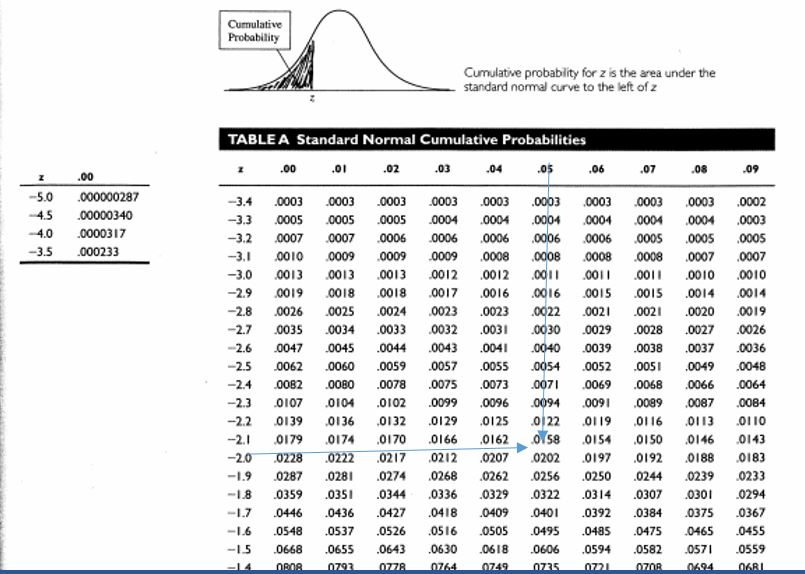 Cumulative
Probability
z
Cumulative probability for z is the area under the
standard normal curve to the left of z
TABLE A Standard Normal Cumulative Probabilities
z .00
−5.0 .000000287
−4.5 .00000340
−4.0 .0000317
−3.5 .000233
z .00 .01 .02 .03 .04 .05 .06 .07 .08 .09
−3.4 .0003 .0003 .0003 .0003 .0003 .0003 .0003 .0003 .0003 .0002
−3.3 .0005 .0005 .0005 .0004 .0004 .0004 .0004 .0004 .0004 .0003
−3.2 .0007 .0007 .0006 .0006 .0006 .0006 .0006 .0005 .0005 .0005
−3.1 .0010 .0009 .0009 .0009 .0008 .0008 .0008 .0008 .0007 .0007
−3.0 .0013 .0013 .0013 .0012 .0012 .0011 .0011 .0011 .0010 .0010
−2.9 .0019 .0018 .0018 .0017 .0016 .0016 .0015 .0015 .0014 .0014
−2.8 .0026 .0025 .0024 .0023 .0023 .0022 .0021 .0021 .0020 .0019
−2.7 .0035 .0034 .0033 .0032 .0031 .0030 .0029 .0028 .0027 .0026
−2.6 .0047 .0045 .0044 .0043 .0041 .0040 .0039 .0038 .0037 .0036
−2.5 .0062 .0060 .0059 .0057 .0055 .0054 .0052 .0051 .0049 .0048
−2.4 .0082 .0080 .0078 .0075 .0073 .0071 .0069 .0068 .0066 .0064
−2.3 .0107 .0104 .0102 .0099 .0096 .0094 .0091 .0089 .0087 .0084
−2.2 .0139 .0136 .0132 .0129 .0125 .0122 .0119 .0116 .0113 .0110
−2.1 .0179 .0174 .0170 .0166 .0162 .0158 .0154 .0150 .0146 .0143
−2.0 .0228 .0222 .0217 .0212 .0207 .0202 .0197 .0192 .0188 .0183
−1.9 .0287 .0281 .0274 .0268 .0262 .0256 .0250 .0244 .0239 .0233
−1.8 .0359 .0351 .0344 .0336 .0329 .0322 .0314 .0307 .0301 .0294
−1.7 .0446 .0436 .0427 .0418 .0409 .0401 .0392 .0384 .0375 .0367
−1.6 .0548 .0537 .0526 .0516 .0505 .0495 .0485 .0475 .0465 .0455
−1.5 .0668 .0655 .0643 .0630 .0618 .0606 .0594 .0582 .0571 .0559
−1.4 .0808 .0793 .0778 .0764 .0749 .0735 .0721 .0708 .0694 .0681